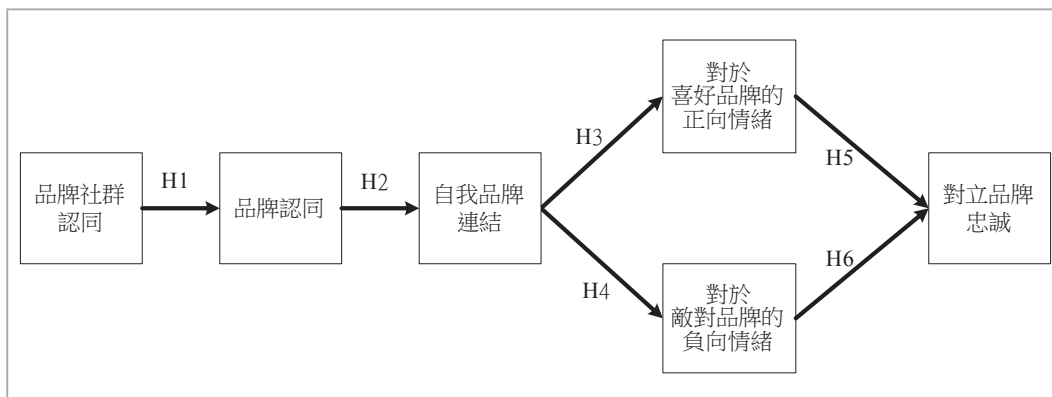 品牌社群
認同
H1
品牌認同
H2
自我品牌
連結
H3
對於
喜好品牌的
正向情緒
H4
對於
敵對品牌的
負向情緒
H5
H6
對立品牌
忠誠